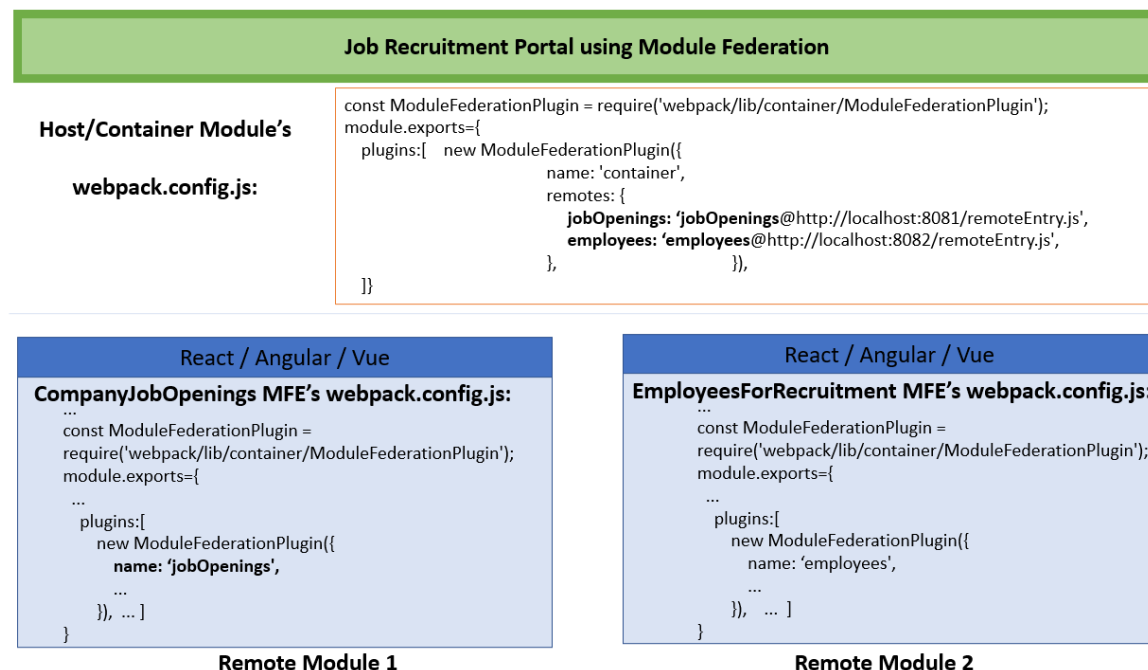 Job Recruitment Portal using Module Federation
Host/Container Module’s
webpack.config.js:
const ModuleFederationPlugin = require('webpack/lib/container/ModuleFederationPlugin');
module.exports={
plugins:[ new ModuleFederationPlugin({
name: 'container',
remotes: {
jobOpenings: ‘jobOpenings@http://localhost:8081/remoteEntry.js',
employees: ‘employees@http://localhost:8082/remoteEntry.js',
}, }),
]}
React / Angular / Vue
CompanyJobOpenings MFE’s webpack.config.js:
...
const ModuleFederationPlugin =
require('webpack/lib/container/ModuleFederationPlugin');
module.exports={
...
plugins:[
new ModuleFederationPlugin({
name: ‘jobOpenings',
...
}), ... ]
}
Remote Module 1
React / Angular / Vue
EmployeesForRecruitment MFE’s webpack.config.js:
...
const ModuleFederationPlugin =
require('webpack/lib/container/ModuleFederationPlugin');
module.exports={
...
plugins:[
new ModuleFederationPlugin({
name: ‘employees',
...
}), ... ]
}
Remote Module 2